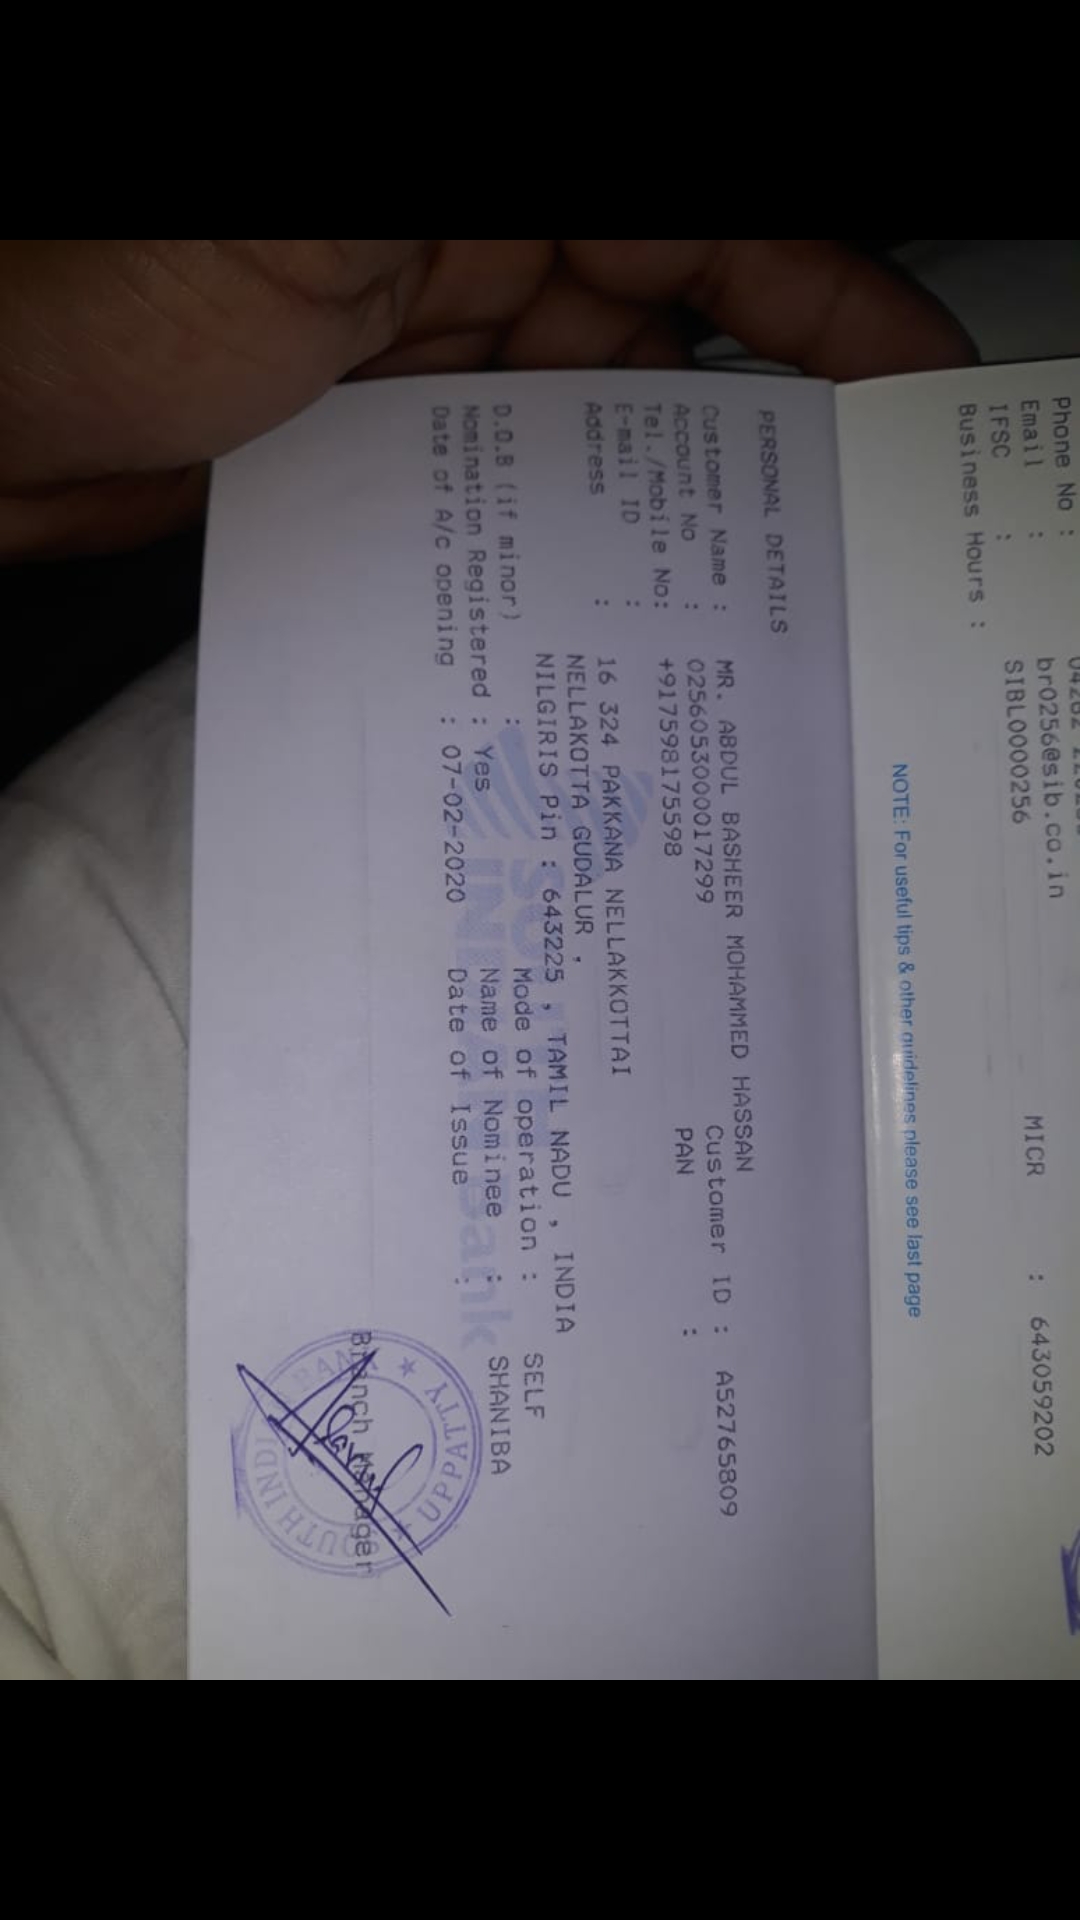 Phone No :
Email : br0256@sib.co.in MICR : 643059202
IFSC : SIBL0000256
Business Hours :
NOTE: For useful tips & other guidelines please see last page
PERSONAL DETAILS
Customer Name : MR. ABDUL BASHEER MOHAMMED HASSAN
Customer ID : A52765809
Account No : 0256053000017299
PAN :
Tel./Mobile No: +917598175598
E-mail ID :
Address : 16 324 PAKKANA NELLAKKOTTAI
NELLAKOTTA GUDALUR ,
NILGIRIS Pin : 643225 , TAMIL NADU , INDIA
D.O.B (if minor) : Mode of operation : SELF
Nomination Registered : Yes Name of Nominee : SHANIBA
Date of A/c opening : 07-02-2020 Date of Issue :
SOUTH
INDIAN Bank
Branch Manager
UPPATTY
SOUTH INDIAN BANK